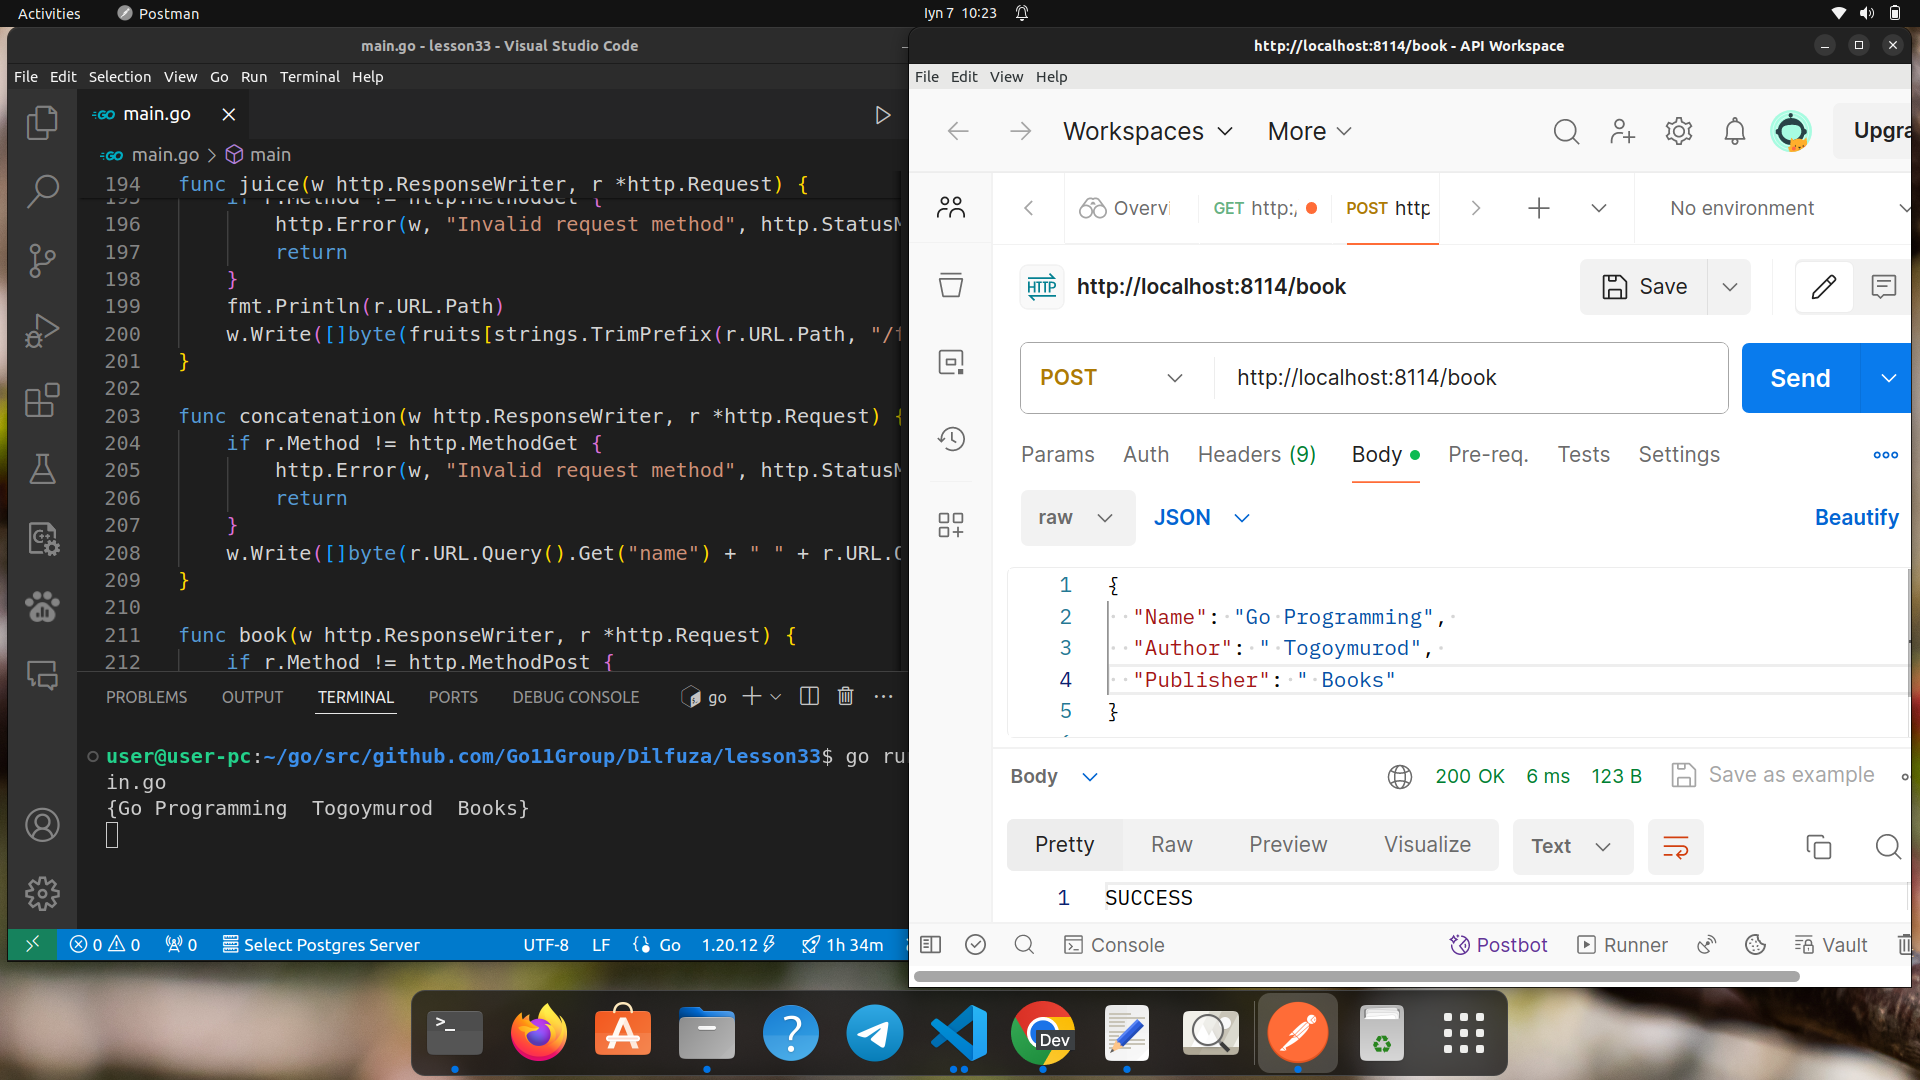 Activities
Postman
Iyn 7 10:23
main.go - lesson33 - Visual Studio Code
File Edit Selection View Go Run Terminal Help
GO main.go
GO main.go > main
194 func juice(w http.ResponseWriter, r *http.Request) {
195 if r.Method != http.MethodGet {
196 http.Error(w, "Invalid request method", http.StatusM
197 return
198 }
199 fmt.Println(r.URL.Path)
200 w.Write([]byte(fruits[strings.TrimPrefix(r.URL.Path, "/f
201 }
202
203 func concatenation(w http.ResponseWriter, r *http.Request) {
204 if r.Method != http.MethodGet {
205 http.Error(w, "Invalid request method", http.StatusM
206 return
207 }
208 w.Write([]byte(r.URL.Query().Get("name") + " " + r.URL.Q
209 }
210
211 func book(w http.ResponseWriter, r *http.Request) {
212 if r.Method != http.MethodPost {
PROBLEMS OUTPUT TERMINAL PORTS DEBUG CONSOLE go
user@user-pc:~/go/src/github.com/Go11Group/Dilfuza/lesson33$ go ru
in.go
{Go Programming  Togoymurod  Books}
0 0 0 Select Postgres Server UTF-8 LF Go 1.20.12 1h 34m
http://localhost:8114/book - API Workspace
File Edit View Help
Workspaces More Upgra
Overvi GET http:/ POST http No environment
HTTP http://localhost:8114/book Save
POST http://localhost:8114/book Send
Params Auth Headers (9) Body Pre-req. Tests Settings
raw JSON Beautify
1 {
2 "Name": "Go Programming",
3 "Author": " Togoymurod",
4 "Publisher": " Books"
5 }
Body 200 OK 6 ms 123 B Save as example
Pretty Raw Preview Visualize Text
1 SUCCESS
Console Postbot Runner Vault
Dev